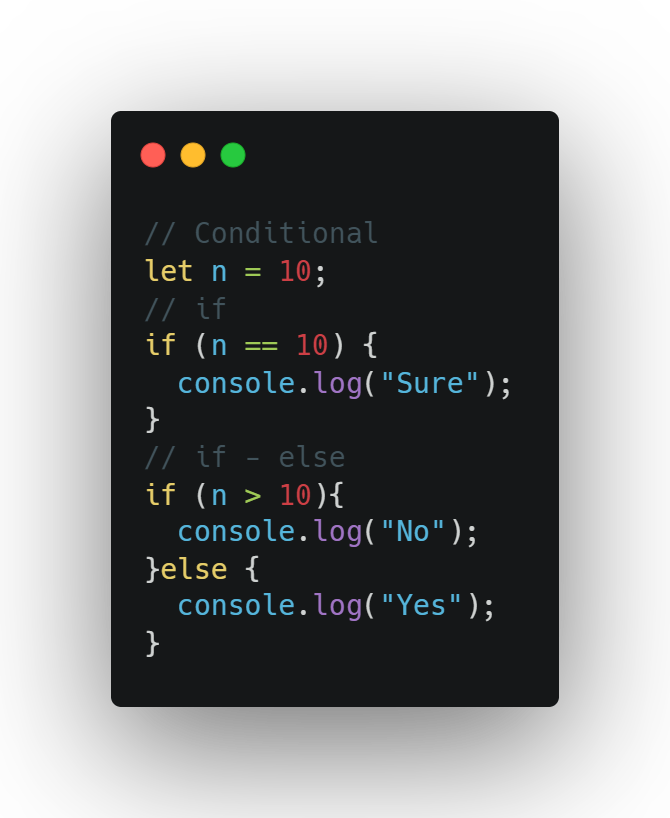 // Conditional
let n = 10;
// if
if (n == 10) {
  console.log("Sure");
}
// if - else
if (n > 10){
  console.log("No");
}else {
  console.log("Yes");
}